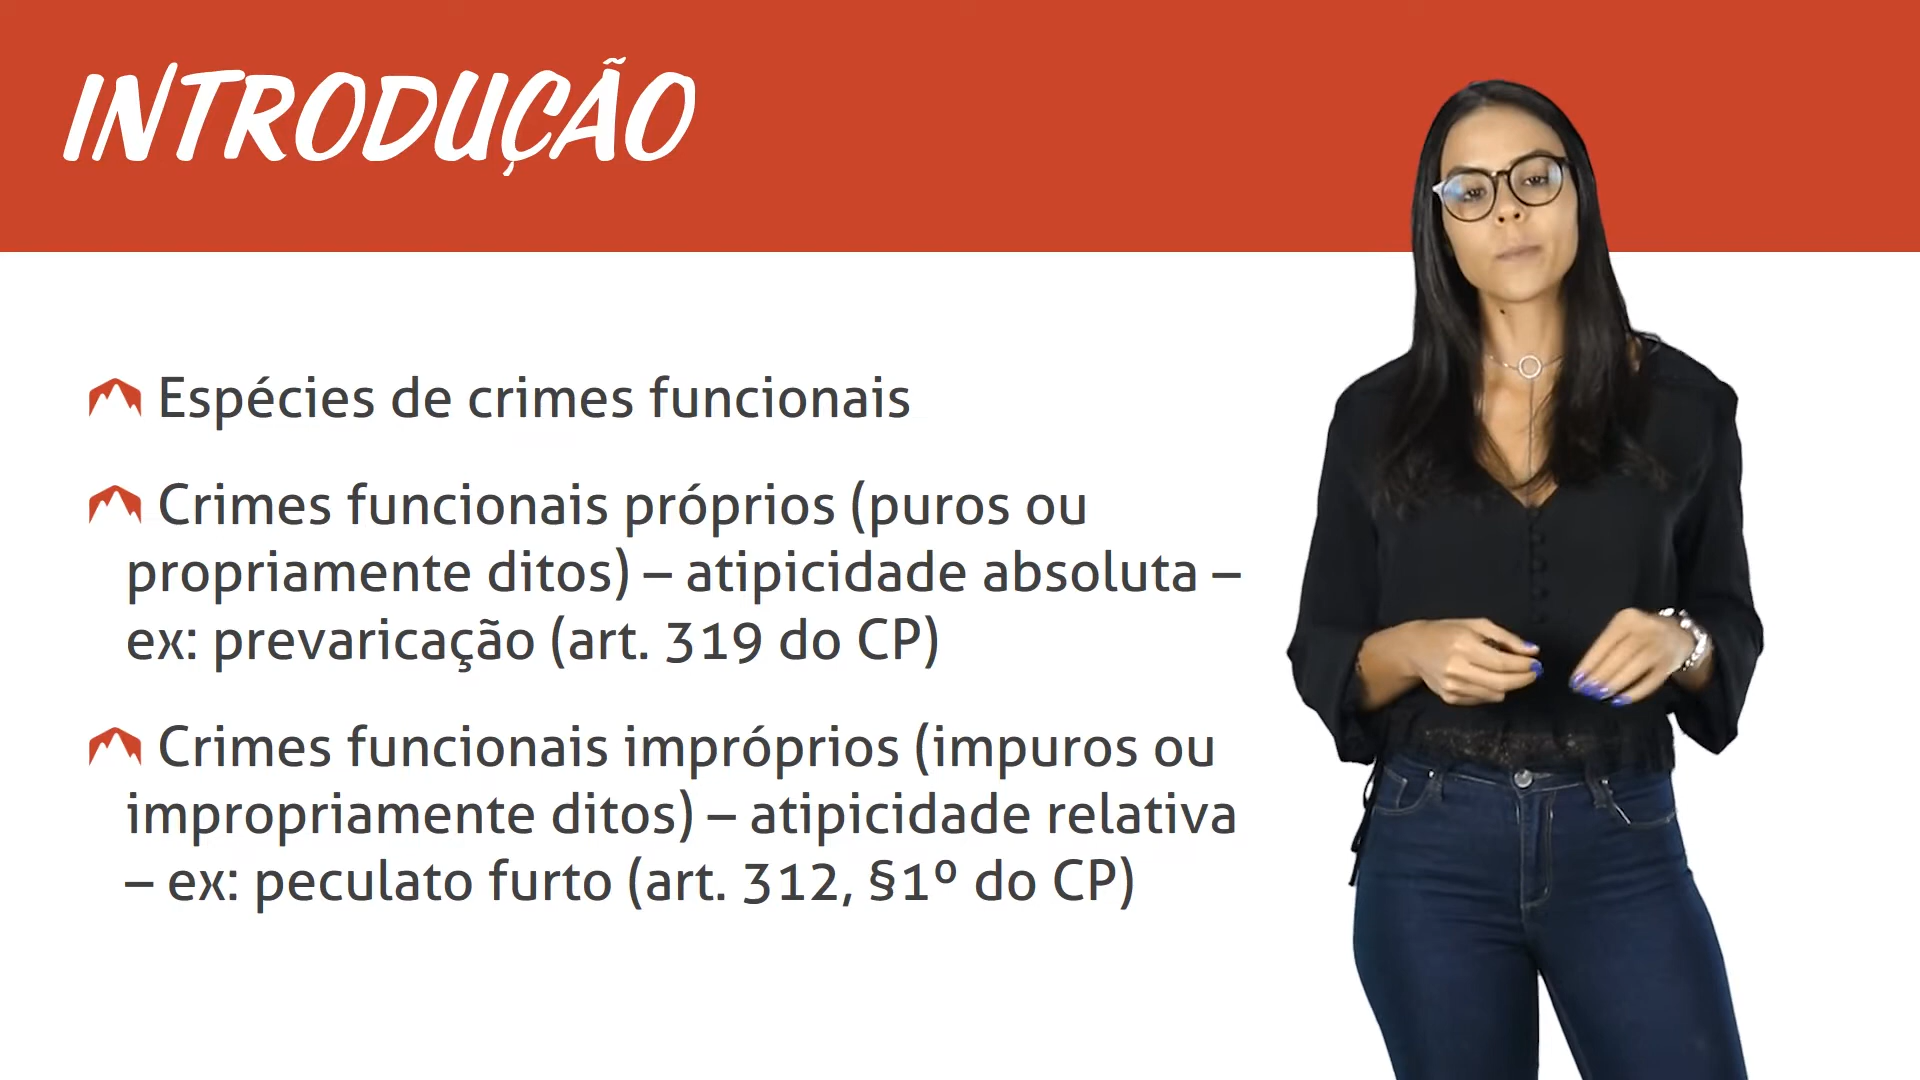 INTRODUÇÃO
Espécies de crimes funcionais
Crimes funcionais próprios (puros ou
propriamente ditos) – atipicidade absoluta –
ex: prevaricação (art. 319 do CP)
Crimes funcionais impróprios (impuros ou
impropriamente ditos) – atipicidade relativa
– ex: peculato furto (art. 312, §1º do CP)